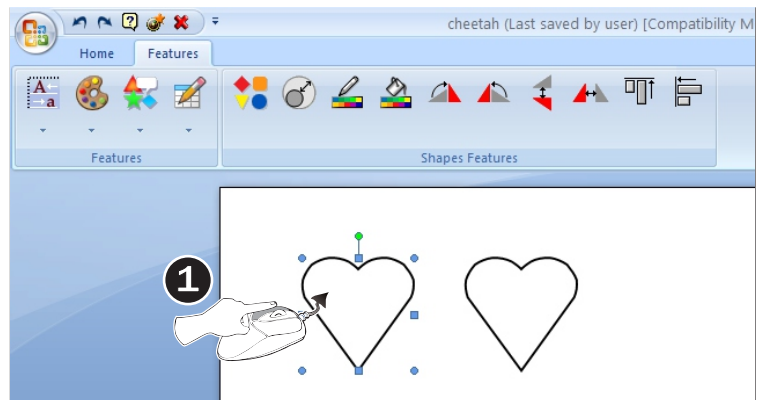 cheetah (Last saved by user) [Compatibility M
Home Features
A
a
Features Shapes Features
1